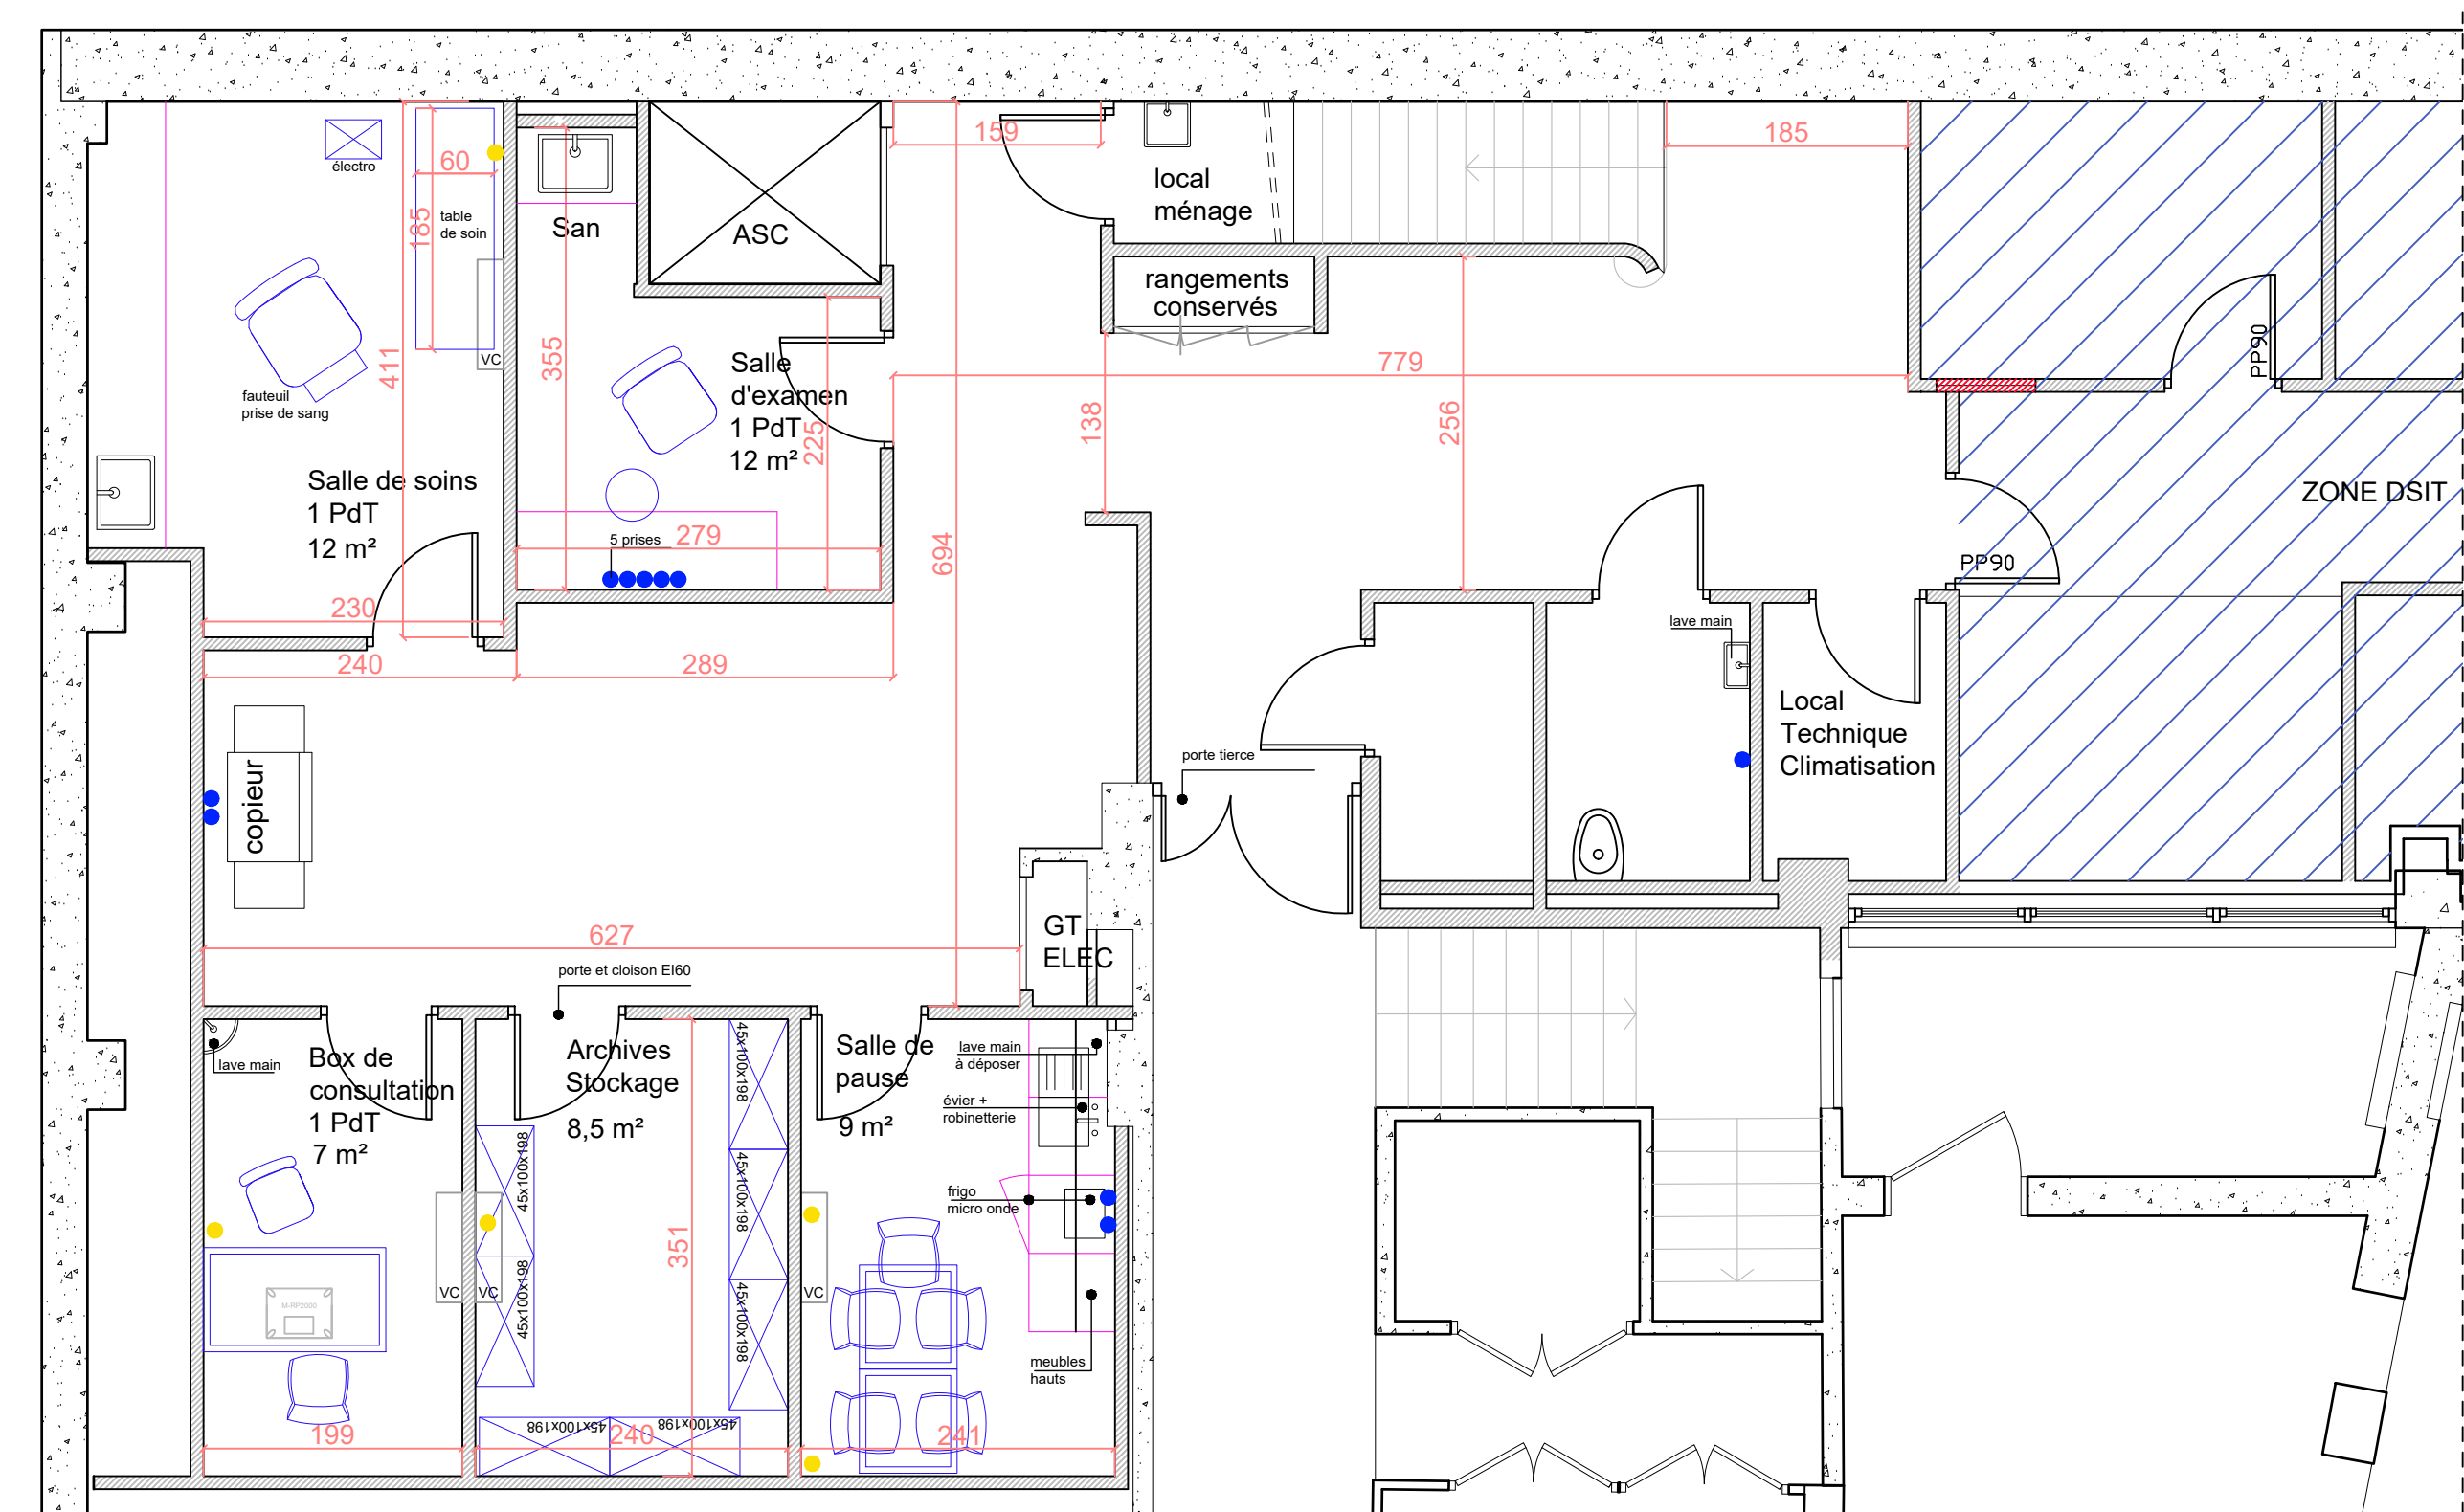 159
185
électro
60
185
table
de soin
VC
411
fauteuil
prise de sang
Salle de soins
1 PdT
12 m²
230
San
ASC
355
Salle
d'examen
1 PdT
12 m²
225
5 prises
279
694
local
ménage
rangements
conservés
779
138
256
PP90
ZONE DSIT
PP90
240
289
lave main
Local
Technique
Climatisation
porte tierce
copieur
627
GT
ELEC
porte et cloison EI60
lave main
Box de
consultation
1 PdT
7 m²
M-RP2000
VC
VC
199
Archives
Stockage
8,5 m²
45x100x198
45x100x198
45x100x198
45x100x198
45x100x198
45x100x198
45x100x198
351
240
Salle de
pause
9 m²
lave main
à déposer
évier +
robinetterie
frigo
micro onde
VC
meubles
hauts
241